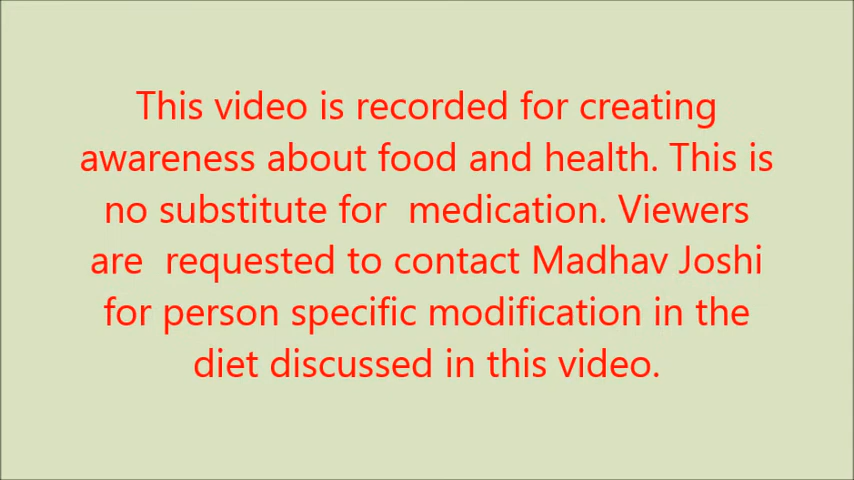 This video is recorded for creating
awareness about food and health. This is
no substitute for  medication. Viewers
are  requested to contact Madhav Joshi
for person specific modification in the
diet discussed in this video.